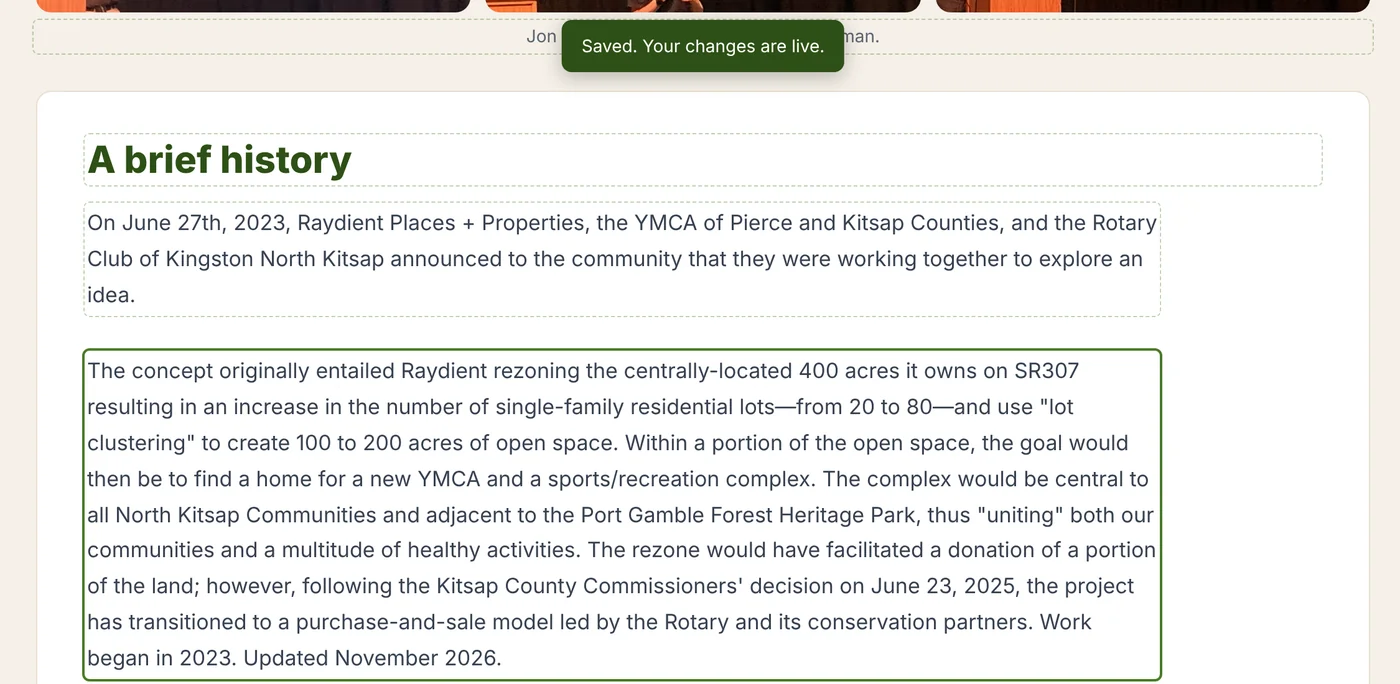 Jon
man.
Saved. Your changes are live.
A brief history
On June 27th, 2023, Raydient Places + Properties, the YMCA of Pierce and Kitsap Counties, and the Rotary
Club of Kingston North Kitsap announced to the community that they were working together to explore an
idea.
The concept originally entailed Raydient rezoning the centrally-located 400 acres it owns on SR307
resulting in an increase in the number of single-family residential lots—from 20 to 80—and use "lot
clustering" to create 100 to 200 acres of open space. Within a portion of the open space, the goal would
then be to find a home for a new YMCA and a sports/recreation complex. The complex would be central to
all North Kitsap Communities and adjacent to the Port Gamble Forest Heritage Park, thus "uniting" both our
communities and a multitude of healthy activities. The rezone would have facilitated a donation of a portion
of the land; however, following the Kitsap County Commissioners' decision on June 23, 2025, the project
has transitioned to a purchase-and-sale model led by the Rotary and its conservation partners. Work
began in 2023. Updated November 2026.